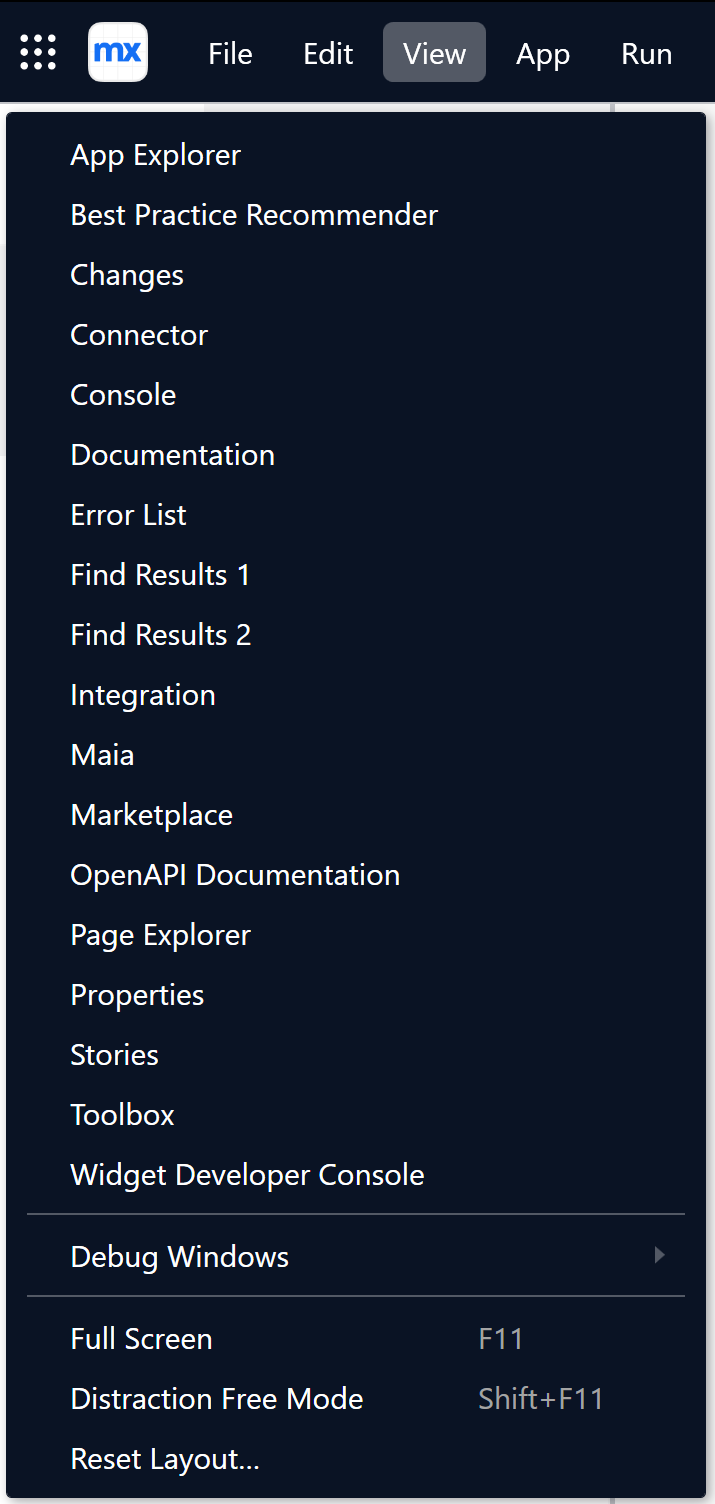 mx File Edit View App Run
App Explorer
Best Practice Recommender
Changes
Connector
Console
Documentation
Error List
Find Results 1
Find Results 2
Integration
Maia
Marketplace
OpenAPI Documentation
Page Explorer
Properties
Stories
Toolbox
Widget Developer Console
Debug Windows
Full Screen F11
Distraction Free Mode Shift+F11
Reset Layout...